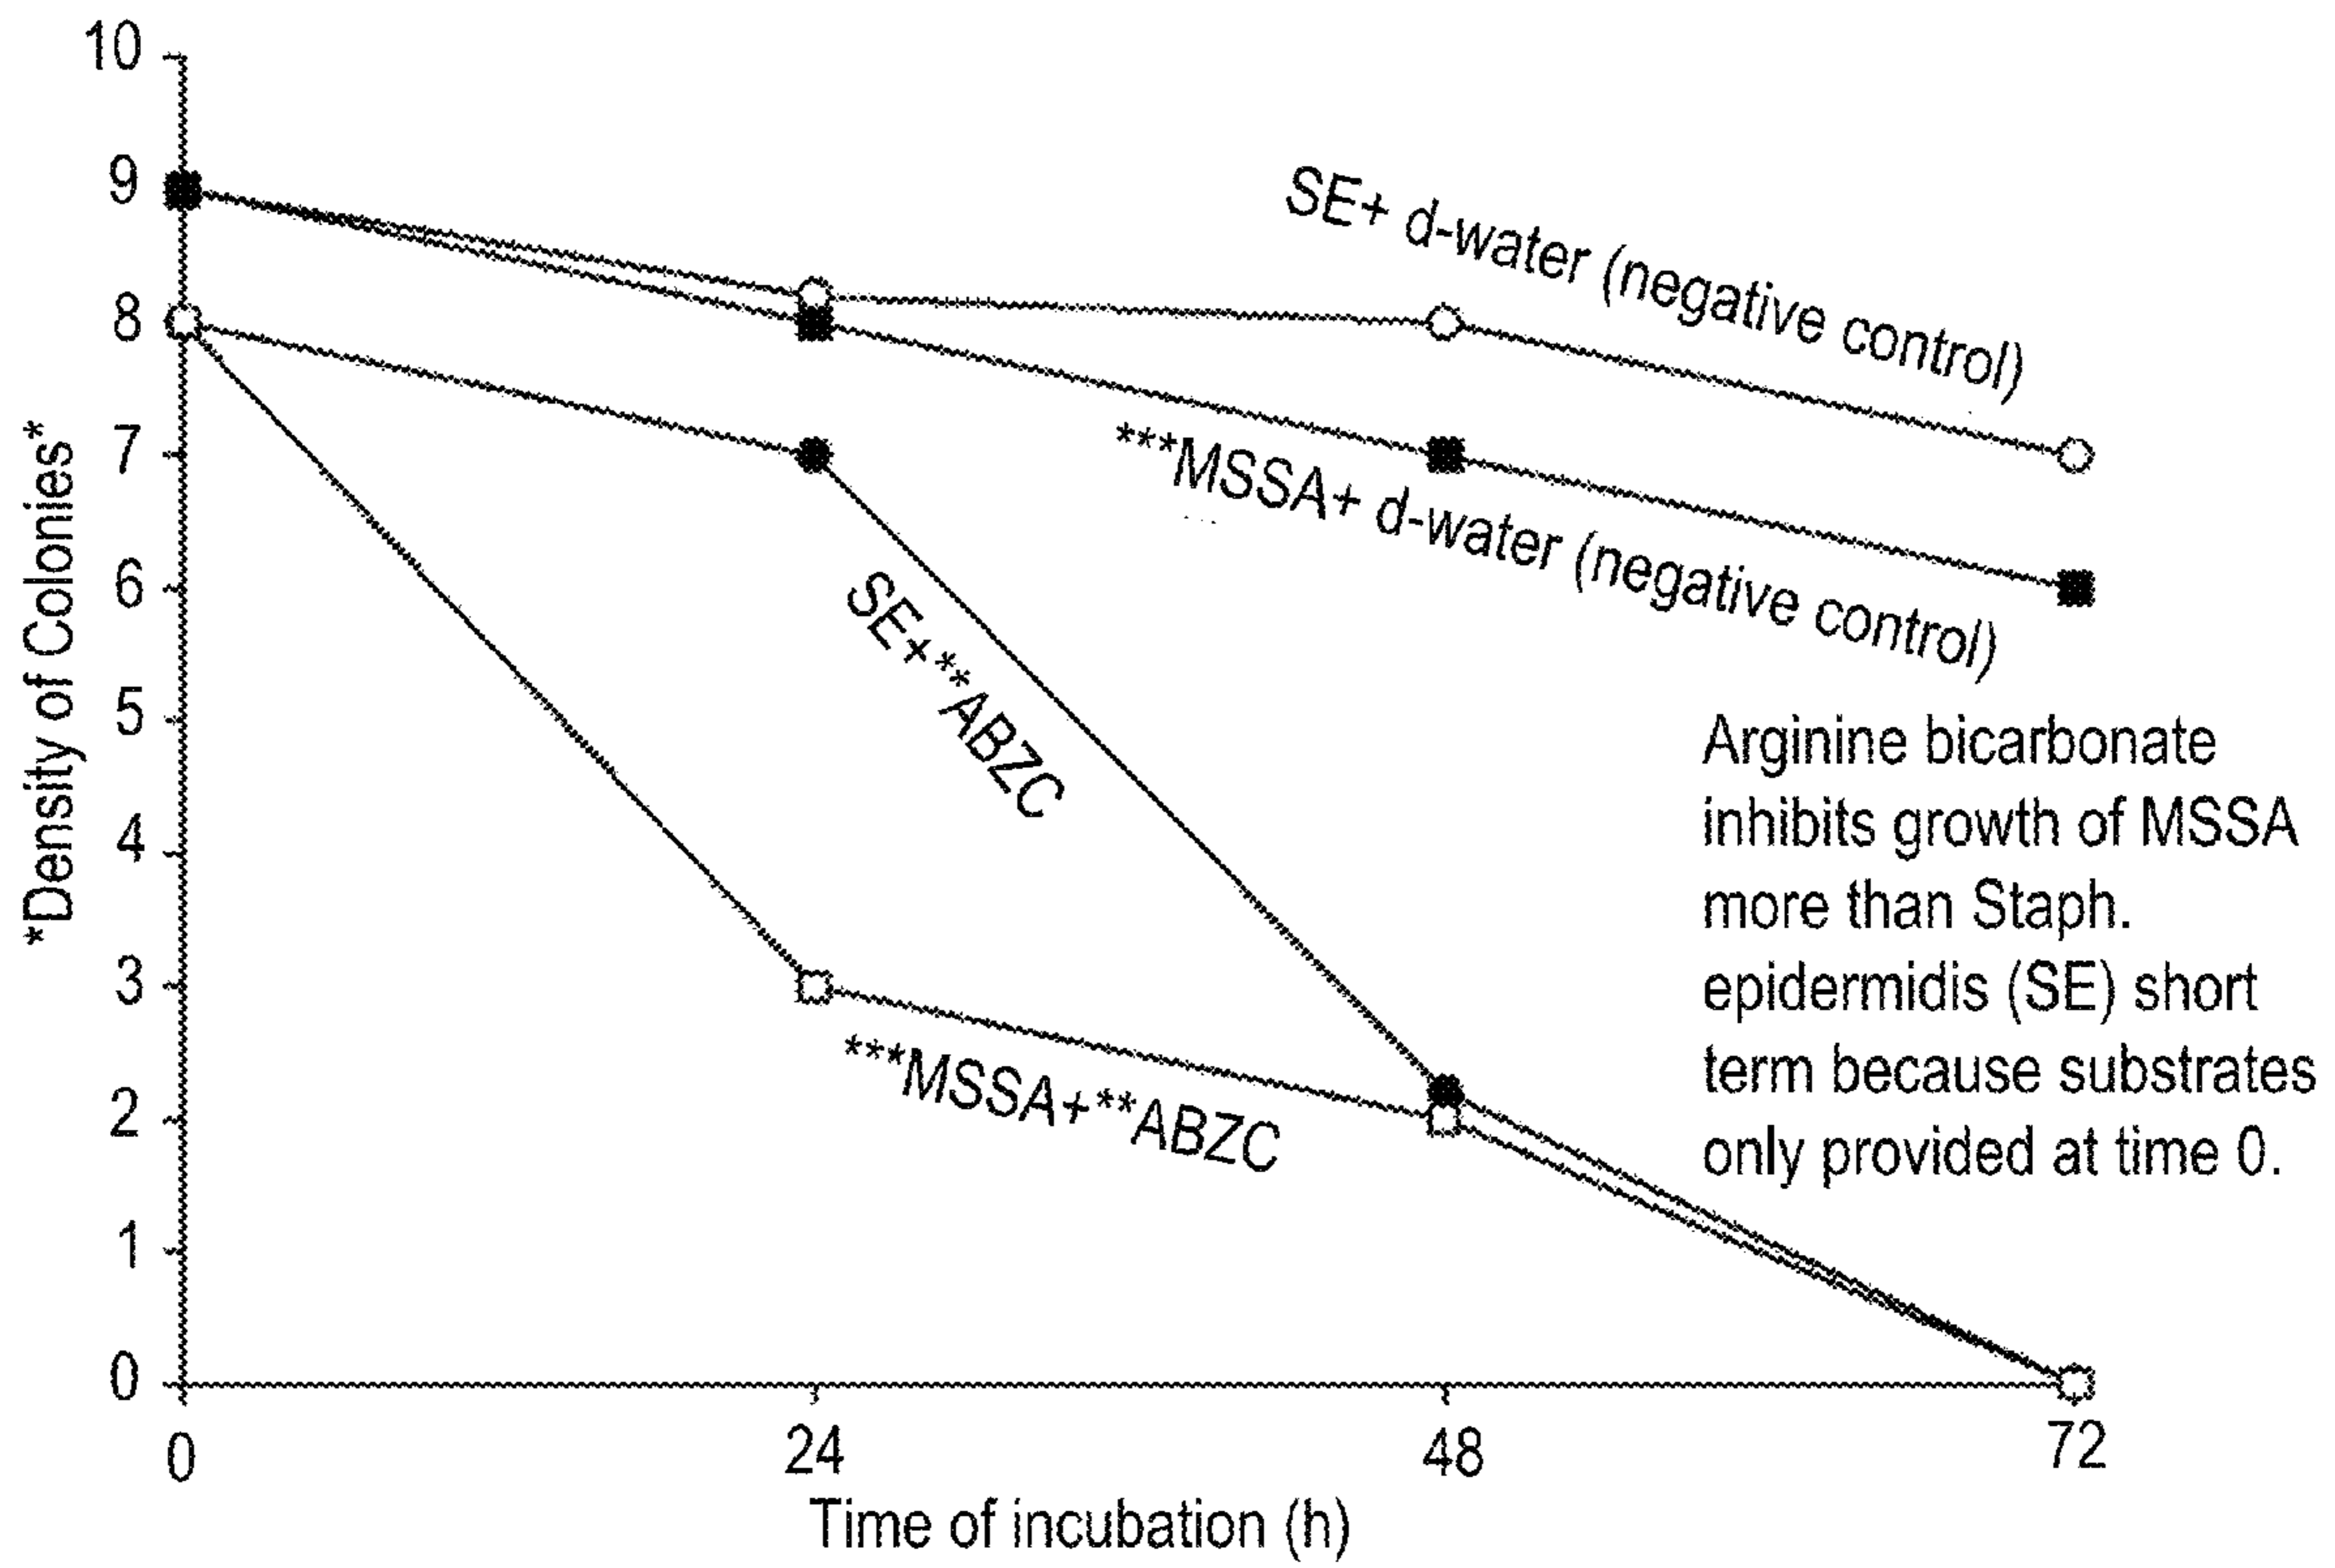 10
9
8
7
6
5
4
3
2
1
0
*Density of Colonies*
0
24
48
72
Time of incubation (h)
SE+ d-water (negative control)
***MSSA+ d-water (negative control)
SE+**ABZC
***MSSA+**ABZC
Arginine bicarbonate
inhibits growth of MSSA
more than Staph.
epidermidis (SE) short
term because substrates
only provided at time 0.